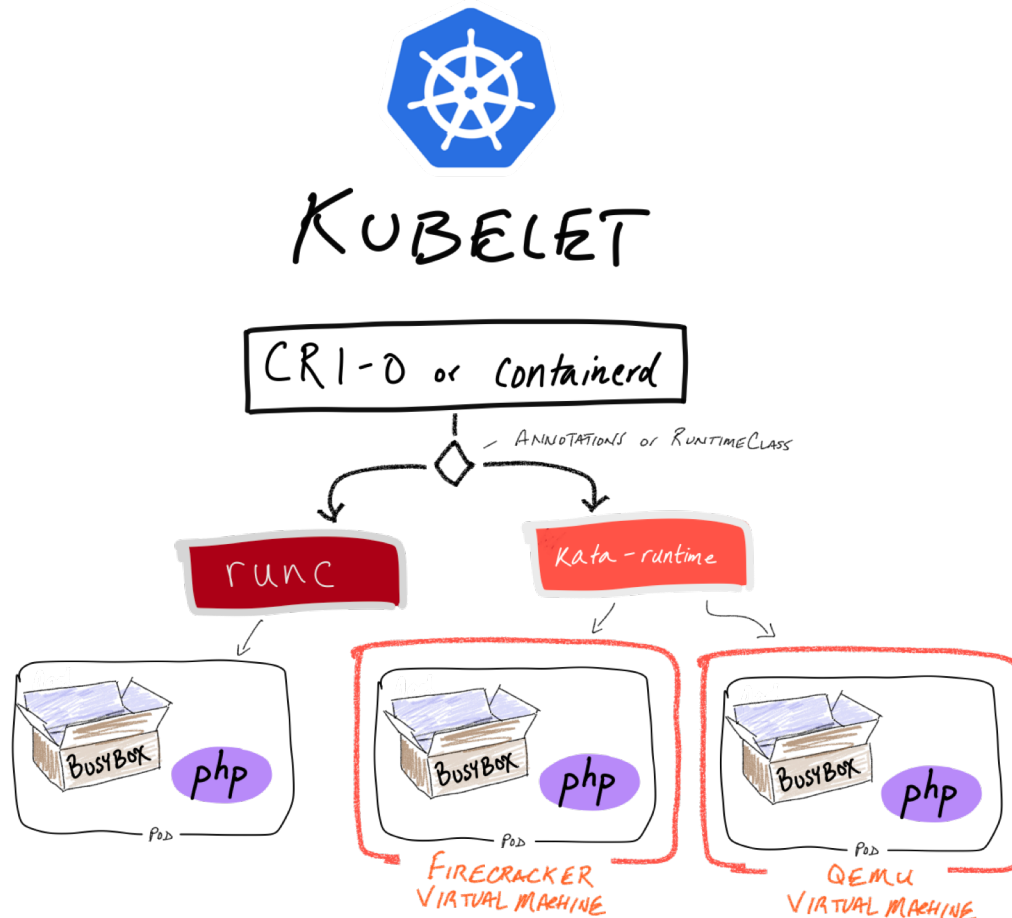 KUBELET
CRI-O or containerd
ANNOTATIONS or RUNTIMECLASS
runc
Kata-runtime
BUSYBOX
php
POD
BUSYBOX
php
POD
FIRECRACKER
VIRTUAL MACHINE
BUSYBOX
php
POD
QEMU
VIRTUAL MACHINE